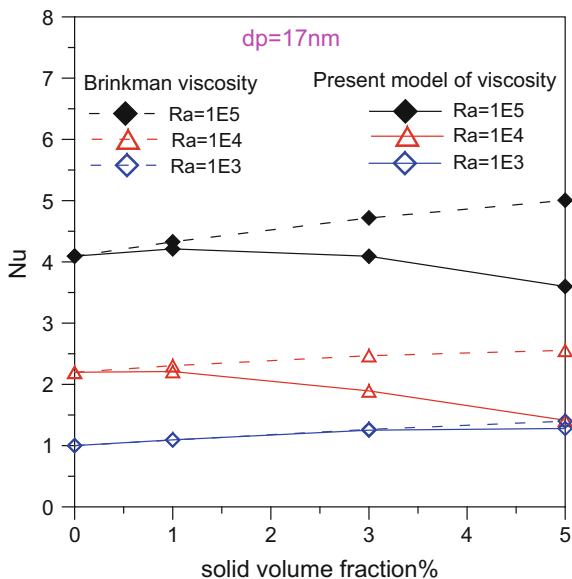 dp=17nm
Brinkman viscosity
Ra=1E5
Ra=1E4
Ra=1E3
Present model of viscosity
Ra=1E5
Ra=1E4
Ra=1E3
Nu
8
7
6
5
4
3
2
1
0
0 1 2 3 4 5
solid volume fraction%